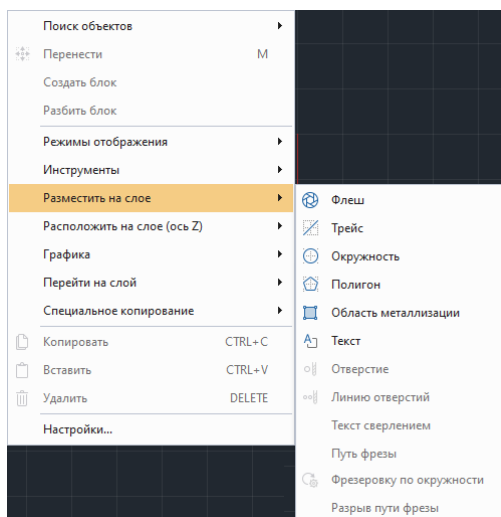 Поиск объектов
Перенести M
Создать блок
Разбить блок
Режимы отображения
Инструменты
Разместить на слое
Расположить на слое (ось Z)
Графика
Перейти на слой
Специальное копирование
Копировать CTRL+C
Вставить CTRL+V
Удалить DELETE
Настройки...
Флеш
Трейс
Окружность
Полигон
Область металлизации
Текст
Отверстие
Линию отверстий
Текст сверлением
Путь фрезы
Фрезеровку по окружности
Разрыв пути фрезы